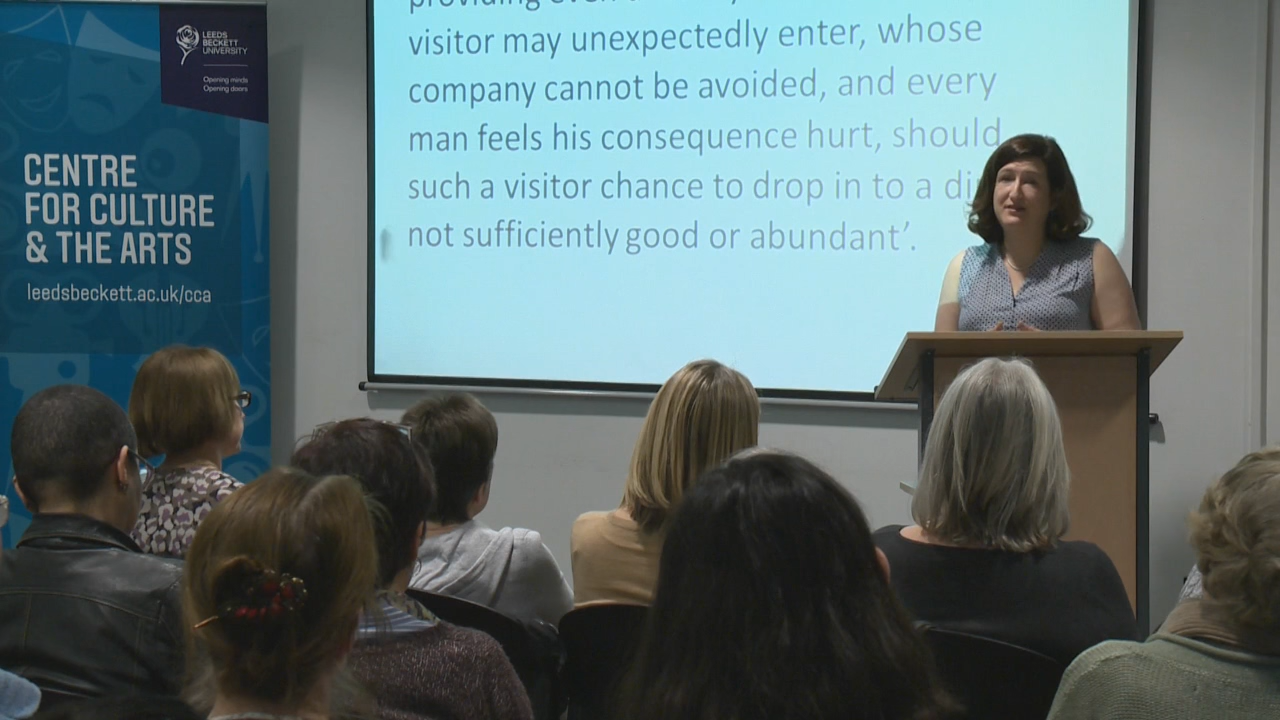 LEEDS
BECKETT
UNIVERSITY
Opening minds
Opening doors
CENTRE
FOR CULTURE
& THE ARTS
leedsbeckett.ac.uk/cca
providing
visitor may unexpectedly enter, whose
company cannot be avoided, and every
man feels his consequence hurt, should
such a visitor chance to drop in to a
not sufficiently good or abundant’.